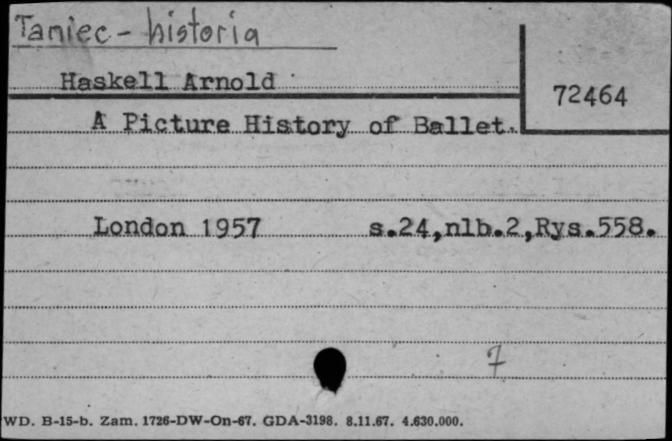 Taniec - historia
Haskell Arnold
72464
A Picture History of Ballet.
London 1957 s.24,nlb.2,Rys.558.
7
WD. B-15-b. Zam. 1726-DW-On-67. GDA-3198. 8.11.67. 4.630.000.